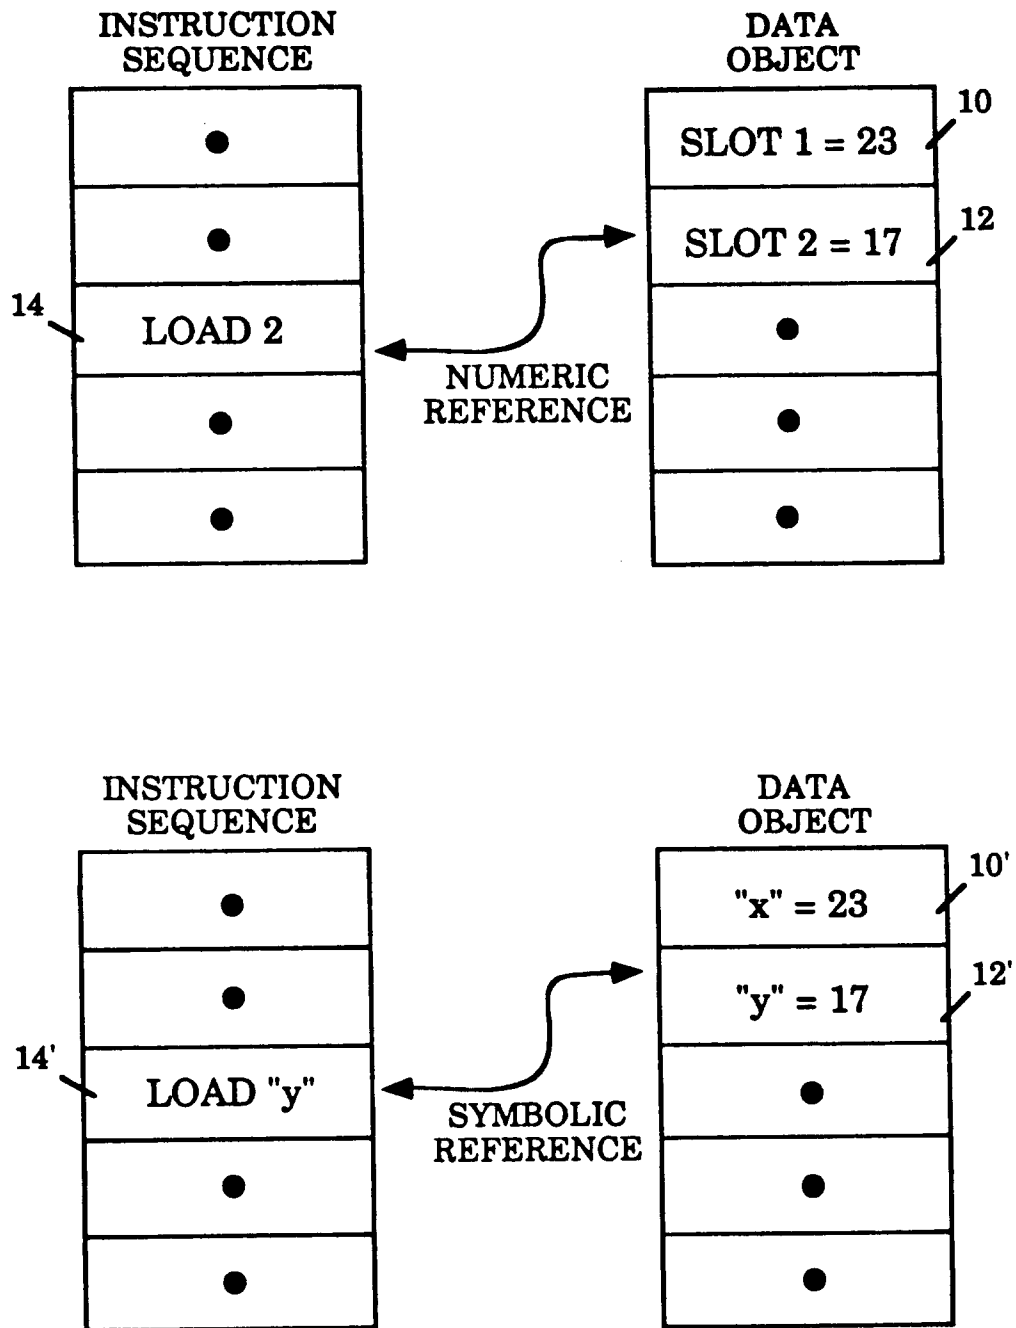 INSTRUCTION
SEQUENCE
DATA
OBJECT
10
SLOT 1 = 23
12
SLOT 2 = 17
14
LOAD 2
NUMERIC
REFERENCE
INSTRUCTION
SEQUENCE
DATA
OBJECT
10'
"x" = 23
12'
"y" = 17
14'
LOAD "y"
SYMBOLIC
REFERENCE